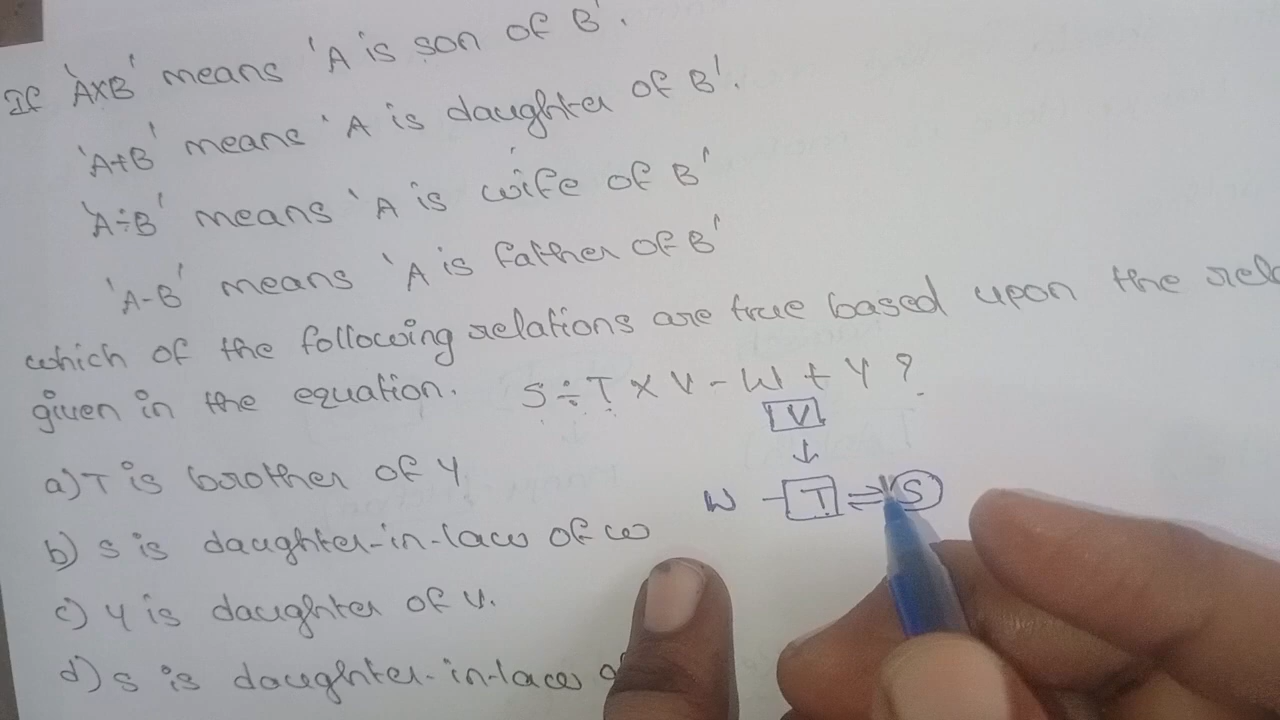 If 'A×B' means 'A is son of B'.
'A+B' means 'A is daughter of B'.
'A÷B' means 'A is wife of B'
'A-B' means 'A is father of B'
which of the following relations are true based upon the
given in the equation. S÷T×V-W+Y?
a) T is brother of Y
b) S is daughter-in-law of w
c) Y is daughter of V.
d) S is daughter-in-law
V
↓
W - T ⇒ S